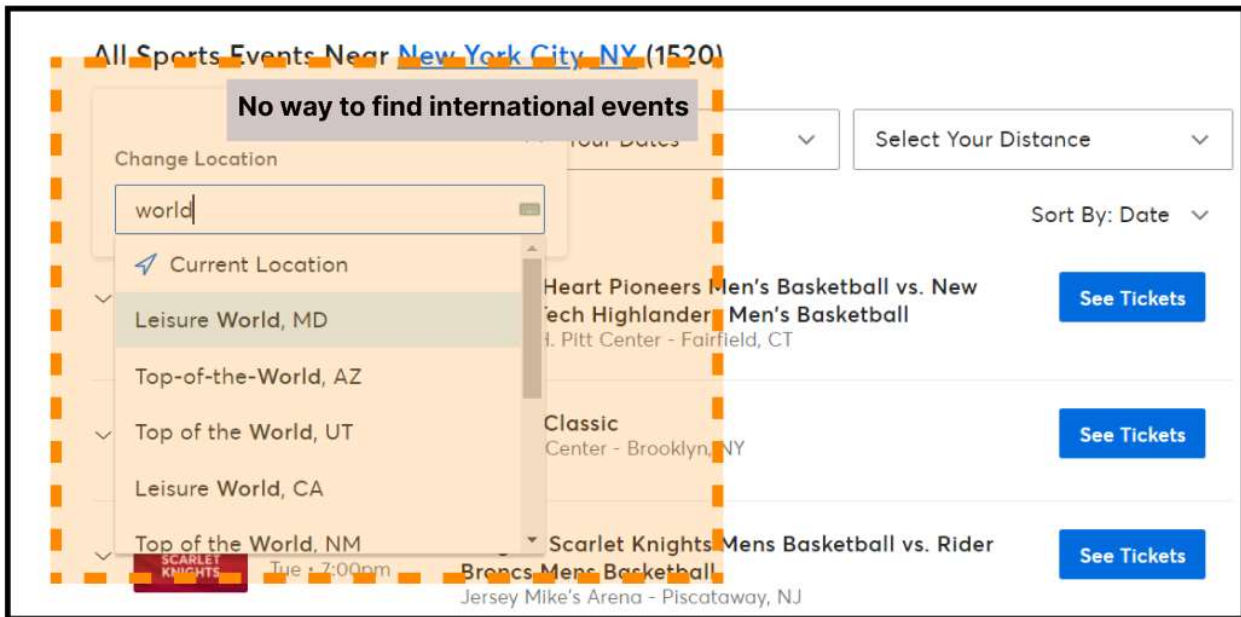 All Sports Events Near New York City, NY (1520)
No way to find international events
Your Dates
Select Your Distance
Change Location
world
Sort By: Date
Current Location
Heart Pioneers Men's Basketball vs. New
See Tickets
Leisure World, MD
Tech Highlanders Men's Basketball
Pitt Center - Fairfield, CT
Top-of-the-World, AZ
Top of the World, UT
Classic
See Tickets
Center - Brooklyn, NY
Leisure World, CA
Top of the World, NM
Scarlet Knights Mens Basketball vs. Rider
See Tickets
SCARLET
KNIGHTS
Tue • 7:00pm
Broncs Mens Basketball
Jersey Mike's Arena - Piscataway, NJ